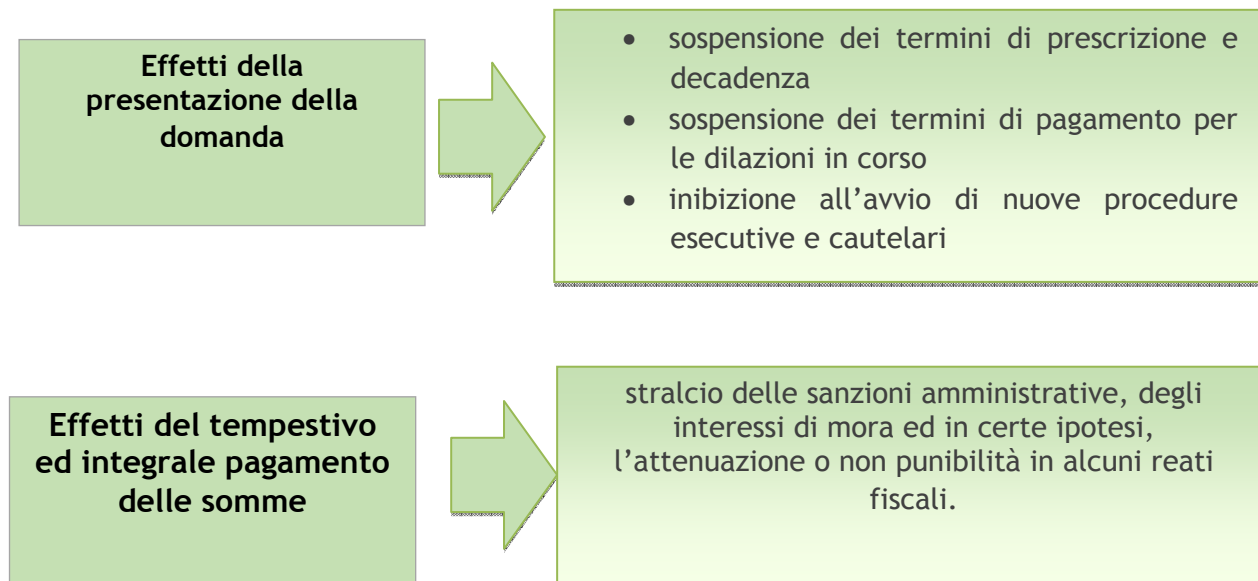 Effetti della
presentazione della
domanda
• sospensione dei termini di prescrizione e
decadenza
• sospensione dei termini di pagamento per
le dilazioni in corso
• inibizione all’avvio di nuove procedure
esecutive e cautelari
Effetti del tempestivo
ed integrale pagamento
delle somme
stralcio delle sanzioni amministrative, degli
interessi di mora ed in certe ipotesi,
l’attenuazione o non punibilità in alcuni reati
fiscali.